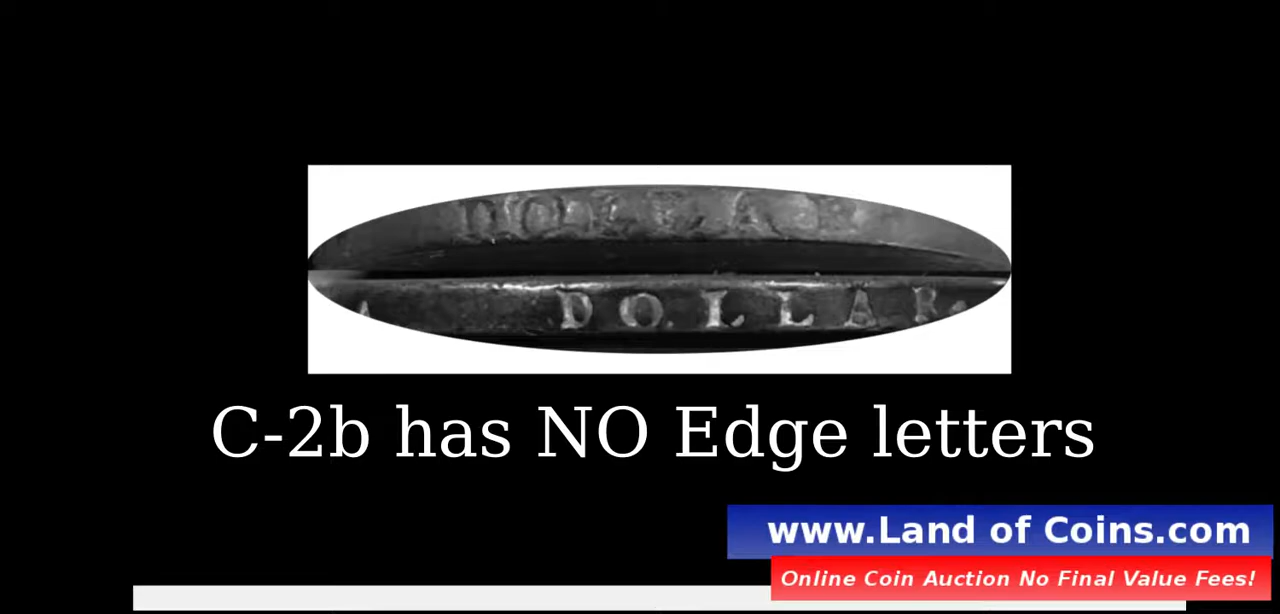 DOLLAR
C-2b has NO Edge letters
www.Land of Coins.com
Online Coin Auction No Final Value Fees!